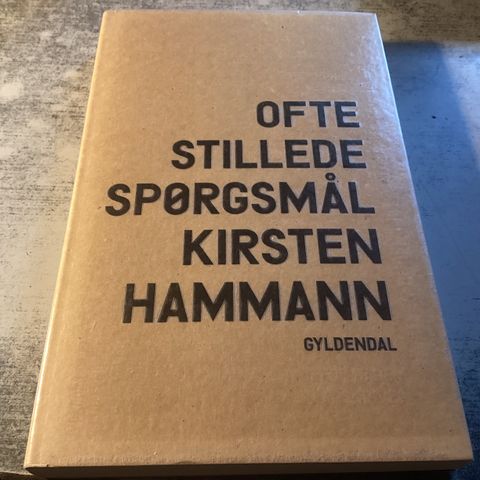 OFTE
STILLEDE
SPØRGSMÅL
KIRSTEN
HAMMANN
GYLDENDAL